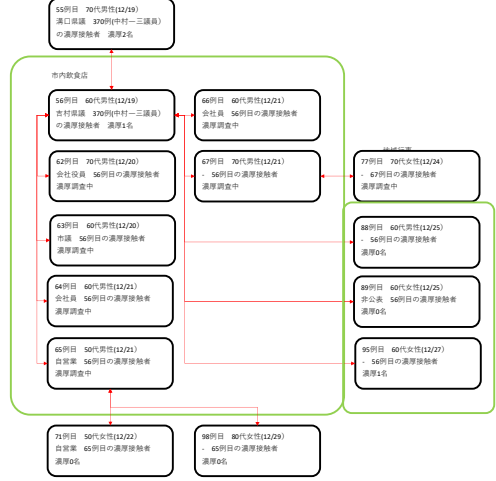 55例目　70代男性(12/19)
溝口県議　370例(中村一三議員)
の濃厚接触者　濃厚2名
市内飲食店
56例目　60代男性(12/19)
吉村県議　370例(中村一三議員)
の濃厚接触者　濃厚1名
66例目　60代男性(12/21)
会社員　56例目の濃厚接触者
濃厚調査中
62例目　70代男性(12/20)
会社役員　56例目の濃厚接触者
濃厚調査中
67例目　70代男性(12/21)
-　56例目の濃厚接触者
濃厚調査中
77例目　70代女性(12/24)
-　67例目の濃厚接触者
濃厚調査中
63例目　60代男性(12/20)
市議　56例目の濃厚接触者
濃厚調査中
88例目　60代男性(12/25)
-　56例目の濃厚接触者
濃厚0名
64例目　60代男性(12/21)
会社員　56例目の濃厚接触者
濃厚調査中
89例目　60代女性(12/25)
非公表　56例目の濃厚接触者
濃厚0名
65例目　50代男性(12/21)
自営業　56例目の濃厚接触者
濃厚調査中
95例目　60代女性(12/27)
-　56例目の濃厚接触者
濃厚1名
71例目　50代女性(12/22)
自営業　65例目の濃厚接触者
濃厚0名
98例目　80代女性(12/29)
-　65例目の濃厚接触者
濃厚0名